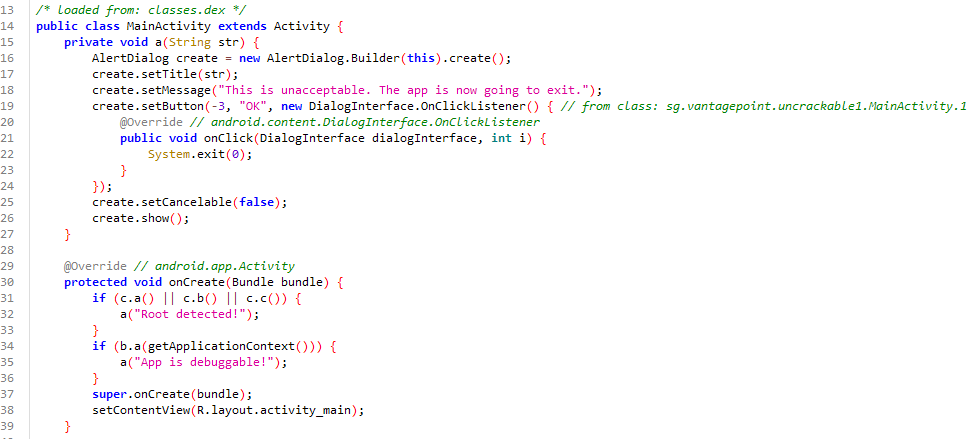 13 /* loaded from: classes.dex */
14 public class MainActivity extends Activity {
15     private void a(String str) {
16         AlertDialog create = new AlertDialog.Builder(this).create();
17         create.setTitle(str);
18         create.setMessage("This is unacceptable. The app is now going to exit.");
19         create.setButton(-3, "OK", new DialogInterface.OnClickListener() { // from class: sg.vantagepoint.uncrackable1.MainActivity.1
20             @Override // android.content.DialogInterface.OnClickListener
21             public void onClick(DialogInterface dialogInterface, int i) {
22                 System.exit(0);
23             }
24         });
25         create.setCancelable(false);
26         create.show();
27     }
28
29     @Override // android.app.Activity
30     protected void onCreate(Bundle bundle) {
31         if (c.a() || c.b() || c.c()) {
32             a("Root detected!");
33         }
34         if (b.a(getApplicationContext())) {
35             a("App is debuggable!");
36         }
37         super.onCreate(bundle);
38         setContentView(R.layout.activity_main);
39     }